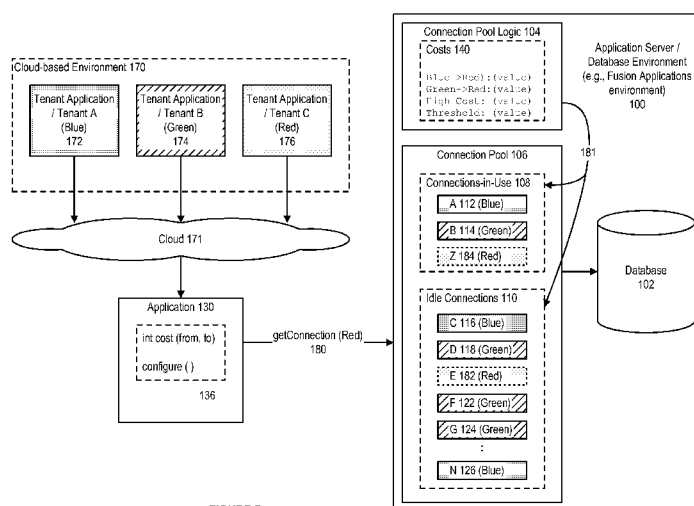 Cloud-based Environment 170
Tenant Application
/ Tenant A
(Blue)
172
Tenant Application
/ Tenant B
(Green)
174
Tenant Application
/ Tenant C
(Red)
176
Cloud 171
Application 130
int cost (from, to)
configure ( )
136
getConnection (Red)
180
Connection Pool Logic 104
Costs 140
Blue->Red):(value)
Green->Red:(value)
High Cost: (value)
Threshold: (value)
Application Server /
Database Environment
(e.g., Fusion Applications
environment)
100
181
Connection Pool 106
Connections-in-Use 108
A 112 (Blue)
B 114 (Green)
Z 184 (Red)
Idle Connections 110
C 116 (Blue)
D 118 (Green)
E 182 (Red)
F 122 (Green)
G 124 (Green)
:
N 126 (Blue)
Database
102